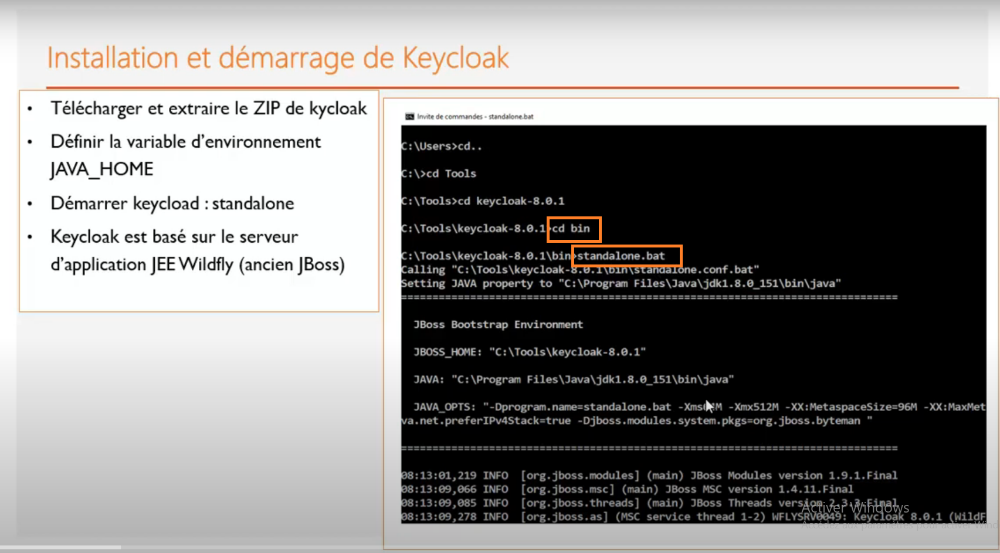 Installation et démarrage de Keycloak
• Télécharger et extraire le ZIP de kycloak
• Définir la variable d'environnement
JAVA_HOME
• Démarrer keycload : standalone
• Keycloak est basé sur le serveur
d'application JEE Wildfly (ancien JBoss)
Invite de commandes - standalone.bat
C:\Users>cd..
C:\>cd Tools
C:\Tools>cd keycloak-8.0.1
C:\Tools\keycloak-8.0.1>cd bin
C:\Tools\keycloak-8.0.1\bin>standalone.bat
Calling "C:\Tools\keycloak-8.0.1\bin\standalone.conf.bat"
Setting JAVA property to "C:\Program Files\Java\jdk1.8.0_151\bin\java"
===============================================================================
JBoss Bootstrap Environment
JBOSS_HOME: "C:\Tools\keycloak-8.0.1"
JAVA: "C:\Program Files\Java\jdk1.8.0_151\bin\java"
JAVA_OPTS: "-Dprogram.name=standalone.bat -Xmx512M -XX:MetaspaceSize=96M -XX:MaxMet
va.net.preferIPv4Stack=true -Djboss.modules.system.pkgs=org.jboss.byteman "
===============================================================================
08:13:01,219 INFO [org.jboss.modules] (main) JBoss Modules version 1.9.1.Final
08:13:09,066 INFO [org.jboss.msc] (main) JBoss MSC version 1.4.11.Final
08:13:09,085 INFO [org.jboss.threads] (main) JBoss Threads version 2.3.3.Final
08:13:09,278 INFO [org.jboss.as] (MSC service thread 1-2) WFLYSRV0049: Keycloak 8.0.1 (WildF
Activer Windows
Accédez aux paramètres pour activer Wind